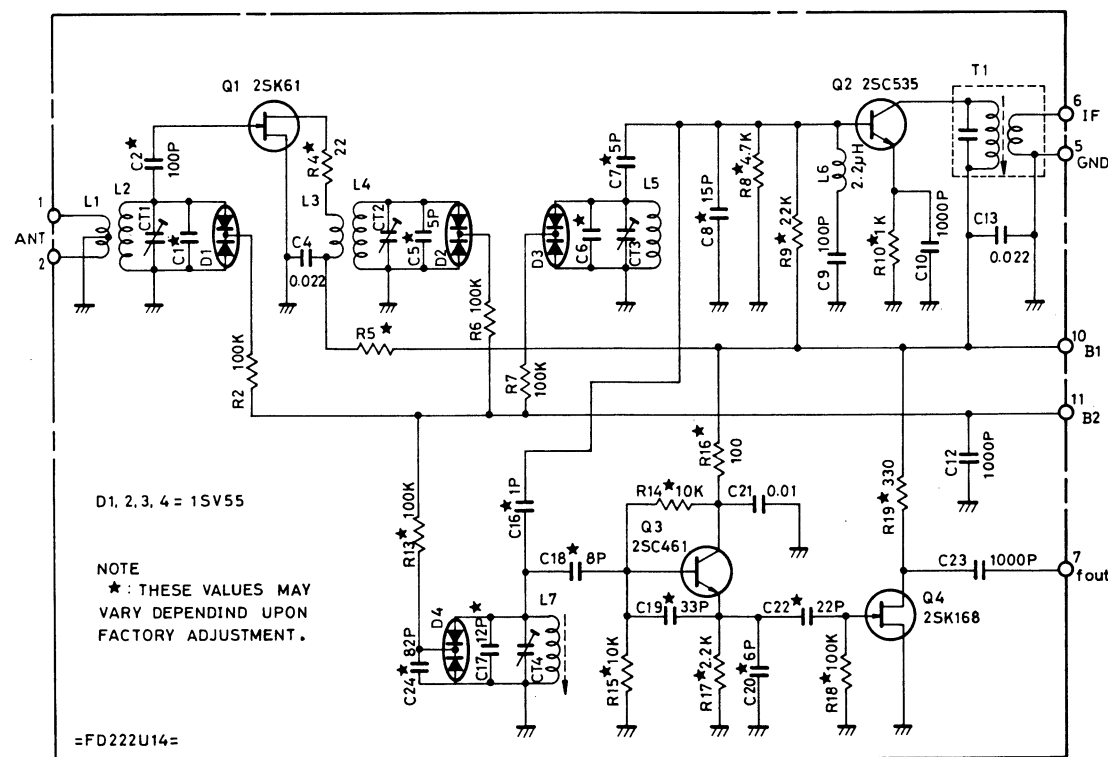 Q1 2SK61
Q2 2SC535
T1
6
IF
5
GND
C2★
100P
R4★
22
C7★5P
L5
R8★4.7K
L6
2.2μH
1
L1
L2
ANT
2
CT1
C1★
D1
L3
L4
CT2
C5★
5P
D2
D3
C6★
CT3
C8★ 15P
R9★22K
C9 100P
R10★1K
C10
1000P
C13
0.022
C4
0.022
R5★
R6 100K
R2 100K
R7
100K
10
B1
11
B2
C12
1000P
D1, 2, 3, 4 = 1SV55
R13★ 100K
C16★ 1P
R16★
100
R14★10K
C21 0.01
R19★330
Q3
2SC461
C18★ 8P
C23 1000P
7
fout
NOTE
★: THESE VALUES MAY
VARY DEPENDIND UPON
FACTORY ADJUSTMENT.
D4
82P
C24★
C17 12P★
CT4
L7
C19★33P
C22★22P
Q4
2SK168
R15★10K
R17★2.2K
C20★6P
R18★100K
=FD222U14=